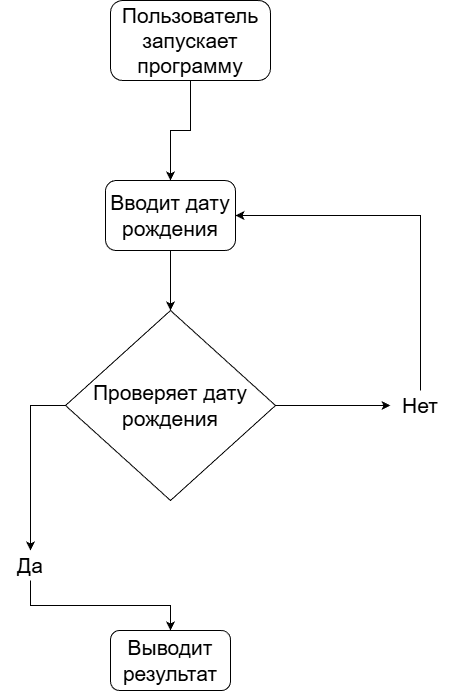 Пользователь
запускает
программу
Вводит дату
рождения
Проверяет дату
рождения
Нет
Да
Выводит
результат